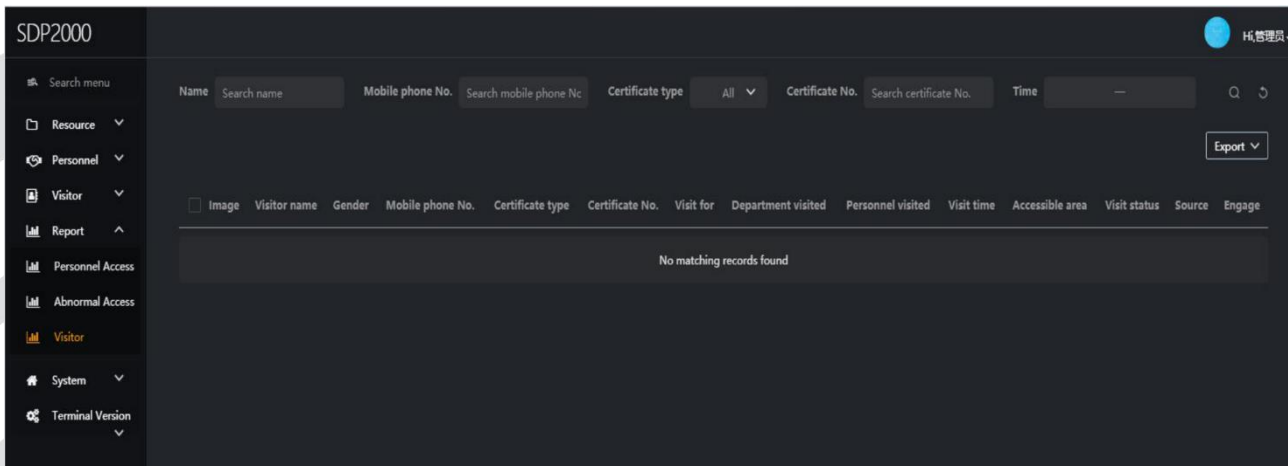 SDP2000
Hi,管理员
Search menu
Name Search name Mobile phone No. Search mobile phone Nc Certificate type All Certificate No. Search certificate No. Time —
Resource
Export
Personnel
Visitor
Image Visitor name Gender Mobile phone No. Certificate type Certificate No. Visit for Department visited Personnel visited Visit time Accessible area Visit status Source Engage
Report
No matching records found
Personnel Access
Abnormal Access
Visitor
System
Terminal Version